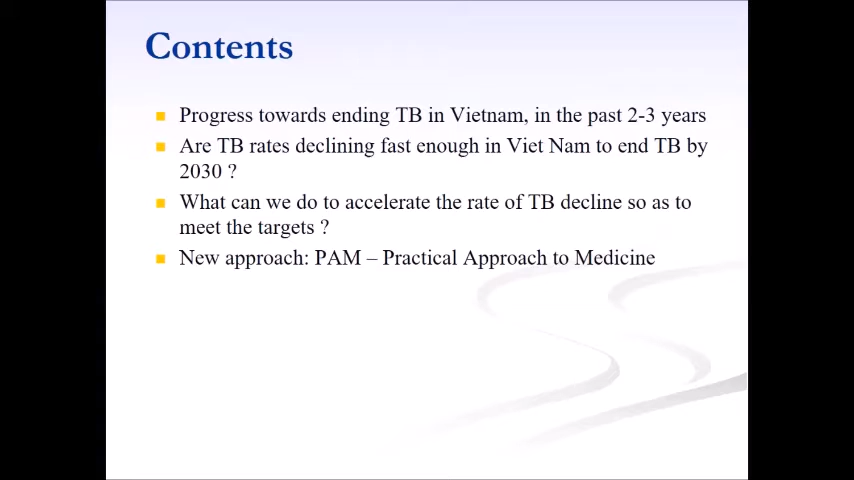 Contents
Progress towards ending TB in Vietnam, in the past 2-3 years
Are TB rates declining fast enough in Viet Nam to end TB by
2030 ?
What can we do to accelerate the rate of TB decline so as to
meet the targets ?
New approach: PAM – Practical Approach to Medicine